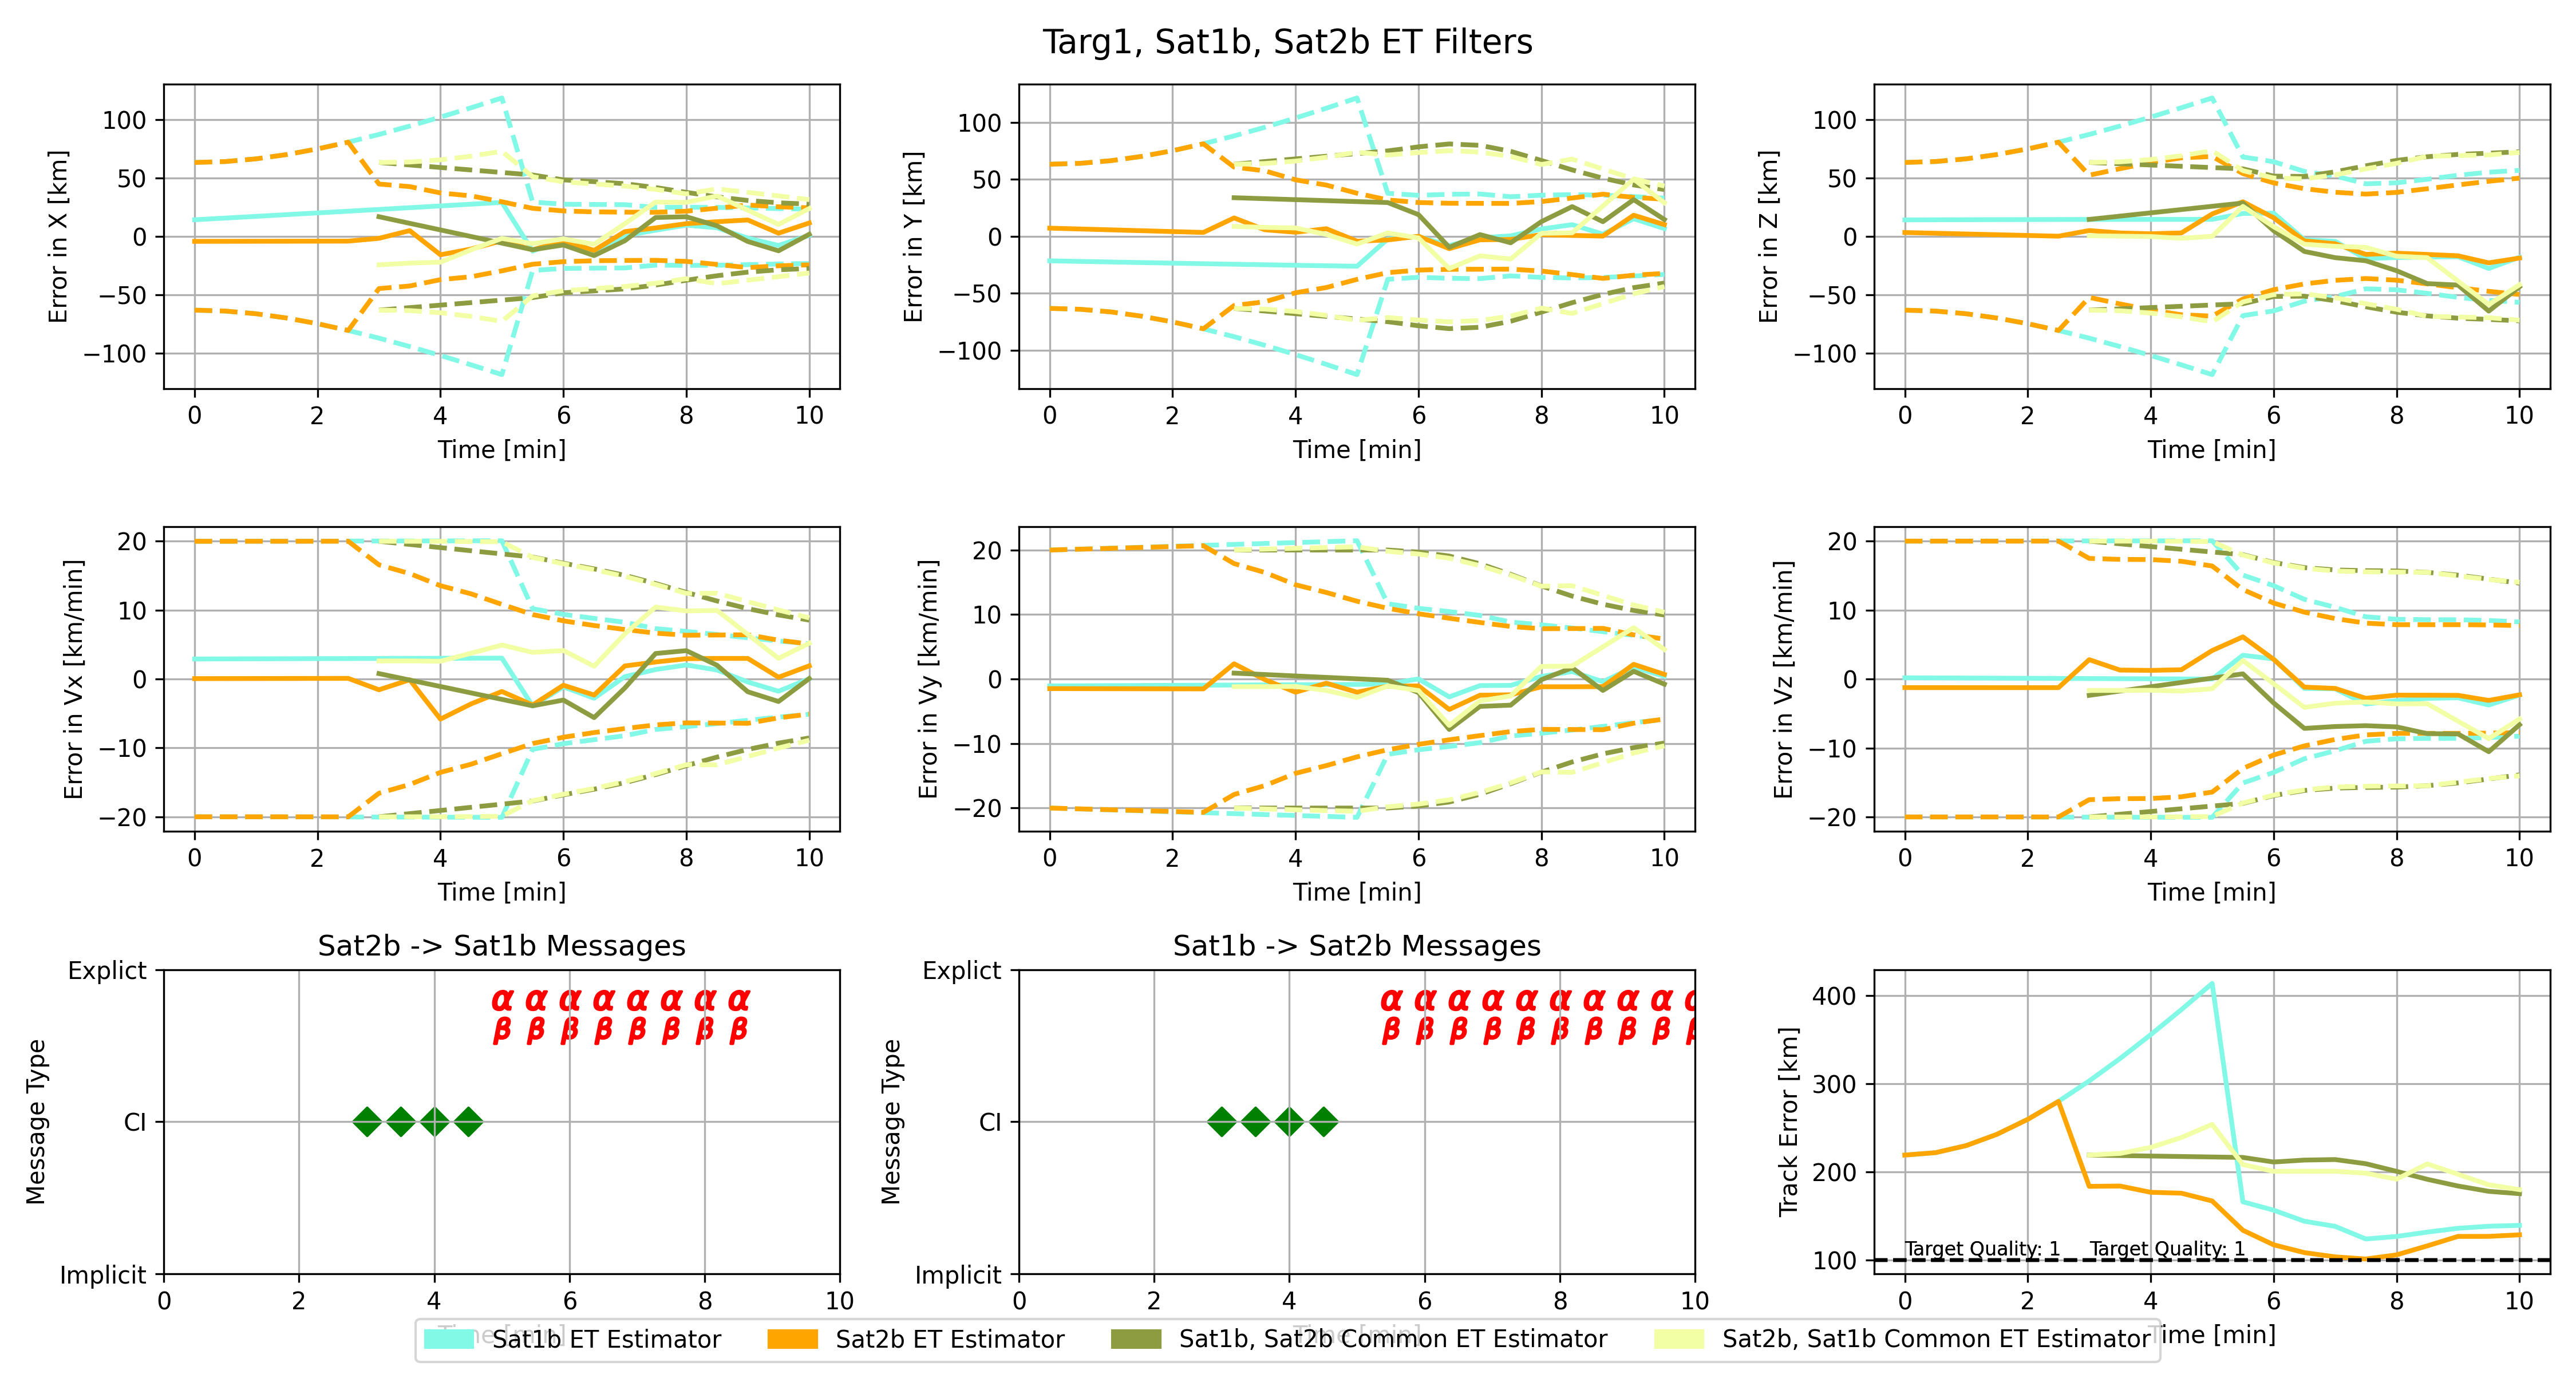 Targ1, Sat1b, Sat2b ET Filters
Error in X [km]
100
50
0
−50
−100
0 2 4 6 8 10
Time [min]
Error in Y [km]
100
50
0
−50
−100
0 2 4 6 8 10
Time [min]
Error in Z [km]
100
50
0
−50
−100
0 2 4 6 8 10
Time [min]
Error in Vx [km/min]
20
10
0
−10
−20
0 2 4 6 8 10
Time [min]
Error in Vy [km/min]
20
10
0
−10
−20
0 2 4 6 8 10
Time [min]
Error in Vz [km/min]
20
10
0
−10
−20
0 2 4 6 8 10
Time [min]
Sat2b -> Sat1b Messages
Message Type
Explict
α α α α α α α α
β β β β β β β β
CI
Implicit
0 2 4 6 8 10
Time [min]
Sat1b -> Sat2b Messages
Message Type
Explict
α α α α α α α α α α
β β β β β β β β β β
CI
Implicit
0 2 4 6 8 10
Time [min]
Track Error [km]
400
300
200
100
Target Quality: 1 Target Quality: 1
0 2 4 6 8 10
Time [min]
Sat1b ET Estimator Sat2b ET Estimator Sat1b, Sat2b Common ET Estimator Sat2b, Sat1b Common ET Estimator